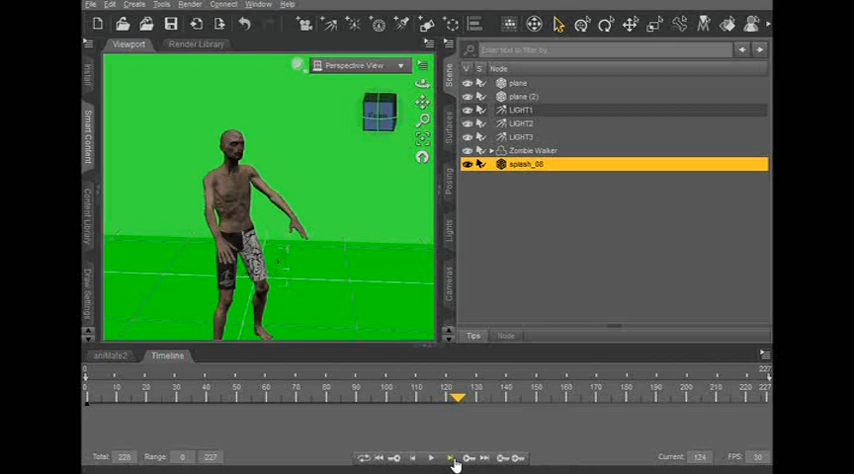 File Edit Create Tools Render Connect Window Help
Viewport Render Library
Perspective View
Enter text to filter by
V S Node
plane
plane (2)
LIGHT1
LIGHT2
LIGHT3
Zombie Walker
splash_08
Install
Smart Content
Content Library
Draw Settings
Scene
Surfaces
Posing
Lights
Cameras
Tips Node
aniMate2 Timeline
0 227
0 10 20 30 40 50 60 70 80 90 100 110 120 130 140 150 160 170 180 190 200 210 227
Total: 228 Range: 0 227 Current: 124 FPS: 30